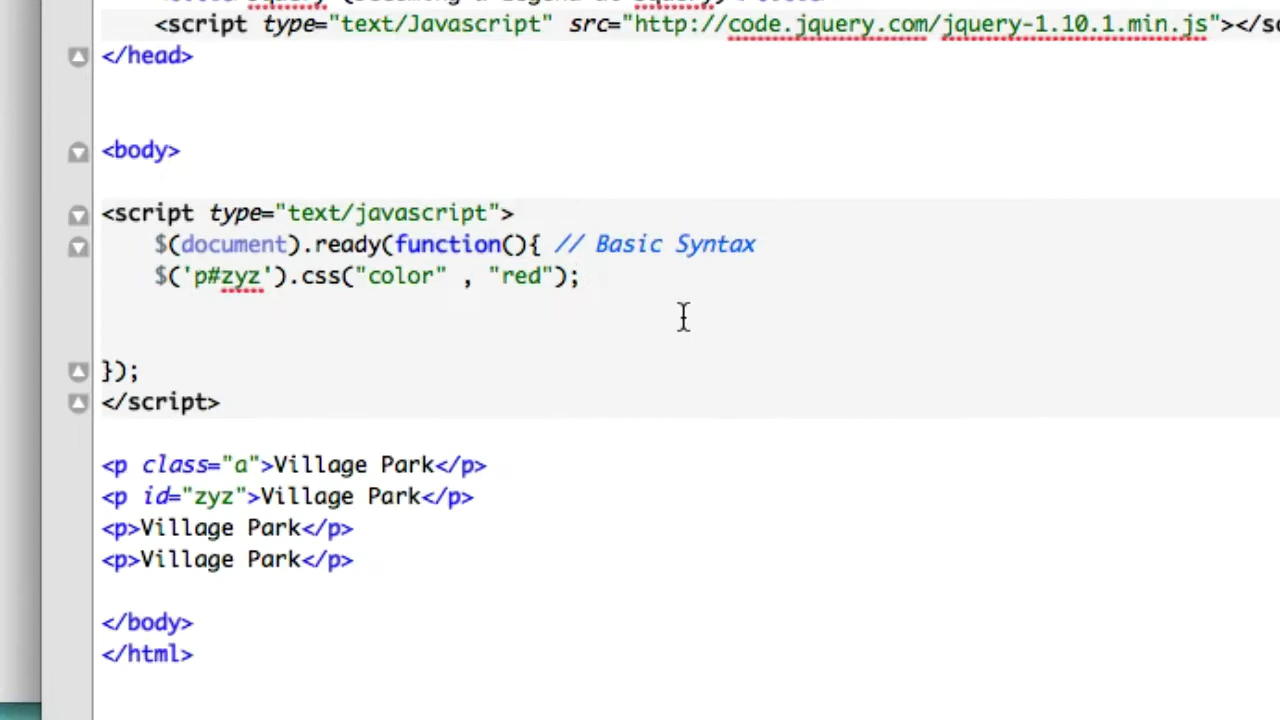 <script type="text/Javascript" src="http://code.jquery.com/jquery-1.10.1.min.js"></sc
</head>
<body>
<script type="text/javascript">
$(document).ready(function(){ // Basic Syntax
$('p#zyz').css("color" , "red");
});
</script>
<p class="a">Village Park</p>
<p id="zyz">Village Park</p>
<p>Village Park</p>
<p>Village Park</p>
</body>
</html>